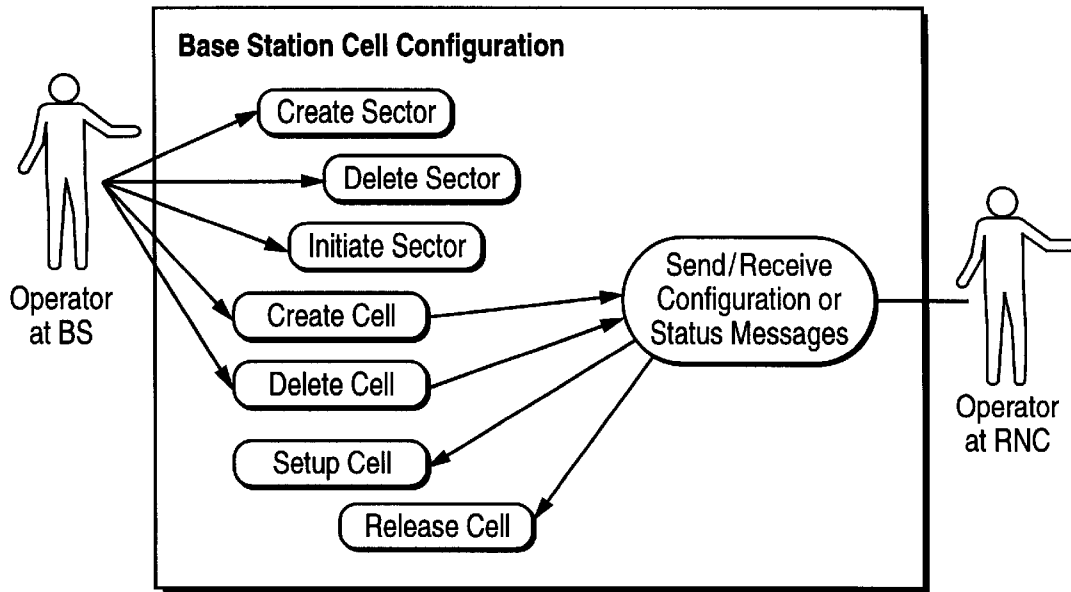 Base Station Cell Configuration
Create Sector
Delete Sector
Initiate Sector
Create Cell
Delete Cell
Setup Cell
Release Cell
Send/Receive
Configuration or
Status Messages
Operator
at BS
Operator
at RNC